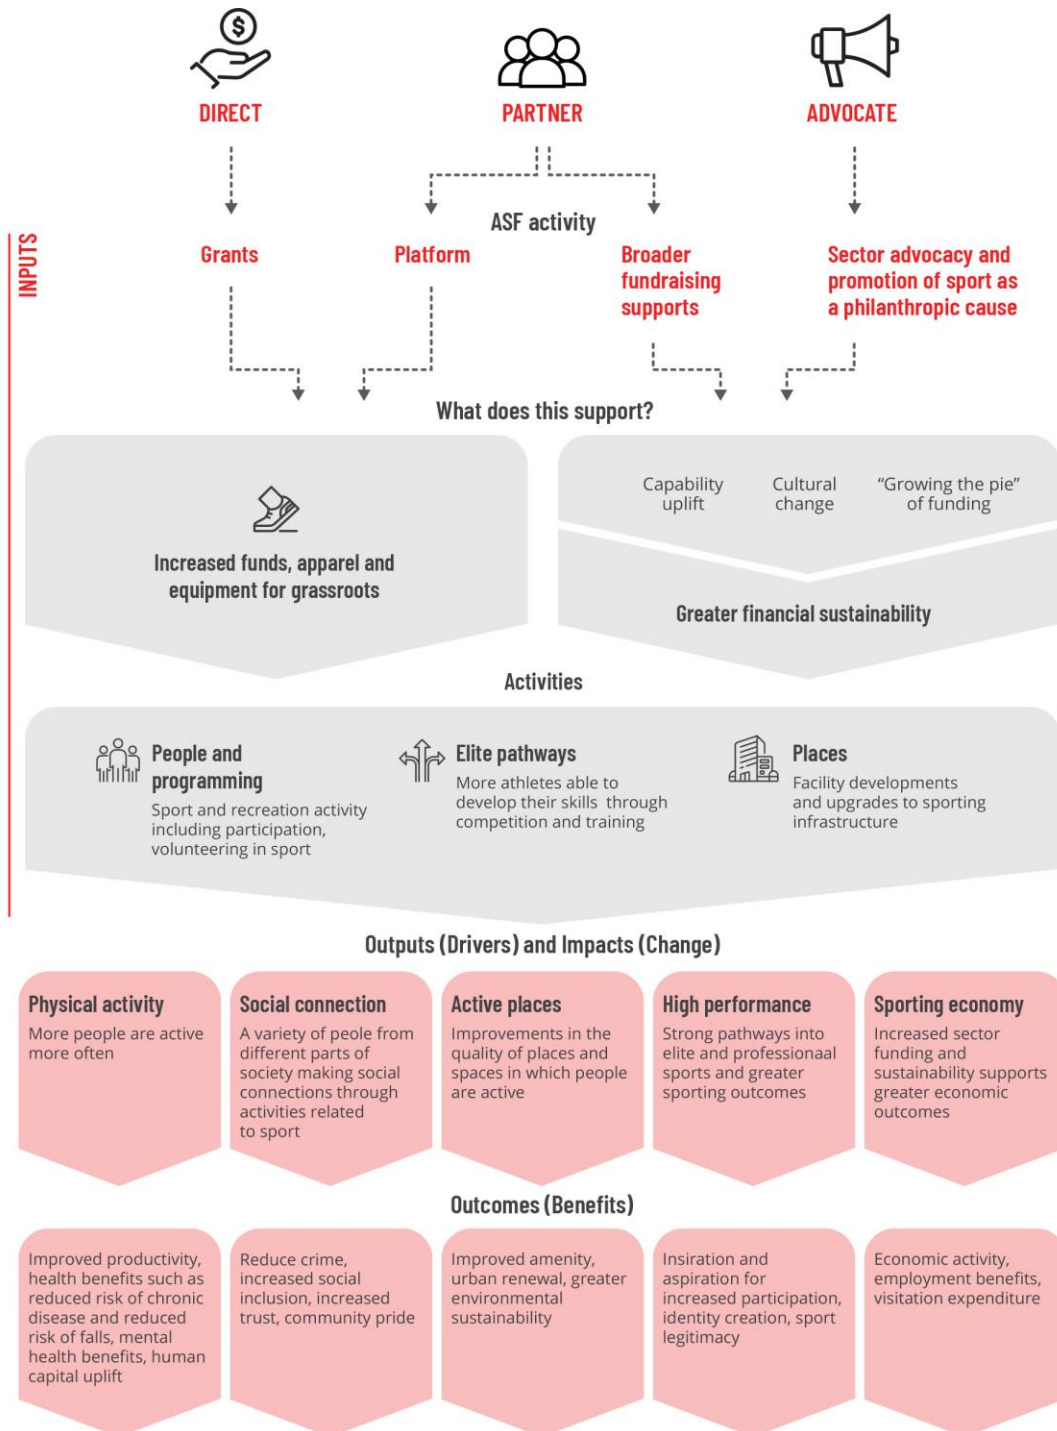 $
DIRECT
PARTNER
ADVOCATE
ASF activity
INPUTS
Grants
Platform
Broader
fundraising
supports
Sector advocacy and
promotion of sport as
a philanthropic cause
What does this support?
Increased funds, apparel and
equipment for grassroots
Capability
uplift
Cultural
change
“Growing the pie”
of funding
Greater financial sustainability
Activities
People and
programming
Sport and recreation activity
including participation,
volunteering in sport
Elite pathways
More athletes able to
develop their skills through
competition and training
Places
Facility developments
and upgrades to sporting
infrastructure
Outputs (Drivers) and Impacts (Change)
Physical activity
More people are active
more often
Social connection
A variety of peole from
different parts of
society making social
connections through
activities related
to sport
Active places
Improvements in the
quality of places and
spaces in which people
are active
High performance
Strong pathways into
elite and professionaal
sports and greater
sporting outcomes
Sporting economy
Increased sector
funding and
sustainability supports
greater economic
outcomes
Outcomes (Benefits)
Improved productivity,
health benefits such as
reduced risk of chronic
disease and reduced
risk of falls, mental
health benefits, human
capital uplift
Reduce crime,
increased social
inclusion, increased
trust, community pride
Improved amenity,
urban renewal, greater
environmental
sustainability
Insiration and
aspiration for
increased participation,
identity creation, sport
legitimacy
Economic activity,
employment benefits,
visitation expenditure